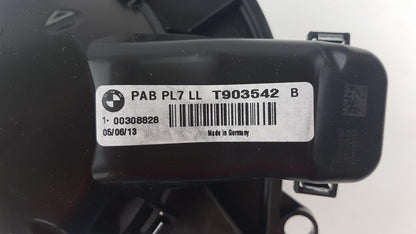 PAB PL7 LL T903542 B
1- 00308828
05/06/13 Made in Germany